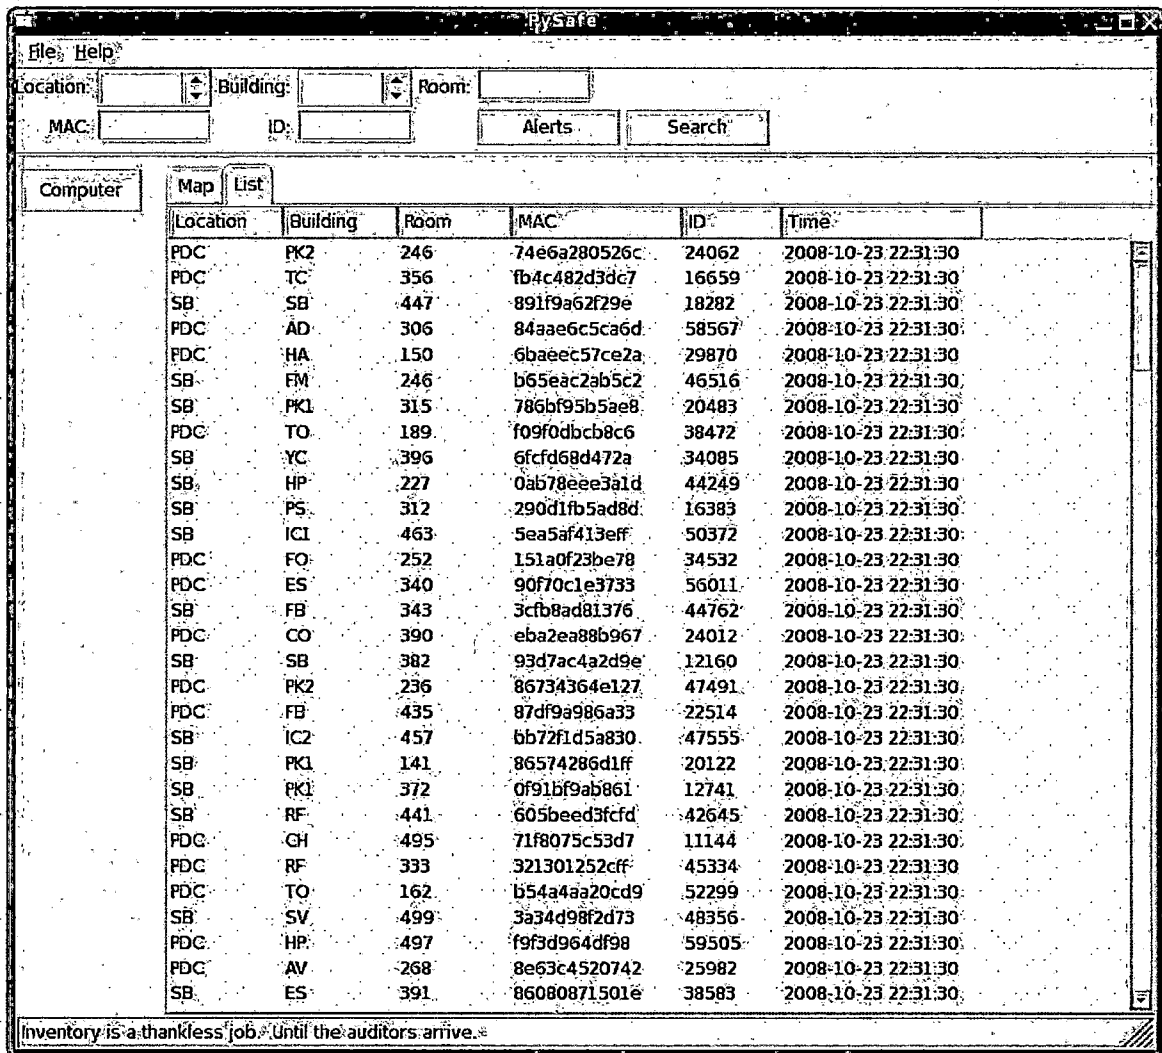 PySafe
File Help
Location: Building: Room:
MAC: ID: Alerts Search
Computer Map List
Location Building Room MAC ID Time
PDC PK2 246 74e6a280526c 24062 2008-10-23 22:31:30
PDC TC 356 fb4c482d3dc7 16659 2008-10-23 22:31:30
SB SB 447 891f9a62f29e 18282 2008-10-23 22:31:30
PDC AD 306 84aae6c5ca6d 58567 2008-10-23 22:31:30
PDC HA 150 6baeec57ce2a 29870 2008-10-23 22:31:30
SB FM 246 b65eac2ab5c2 46516 2008-10-23 22:31:30
SB PK1 315 786bf95b5ae8 20483 2008-10-23 22:31:30
PDC TO 189 f09f0dbcb8c6 38472 2008-10-23 22:31:30
SB YC 396 6fcfd68d472a 34085 2008-10-23 22:31:30
SB HP 227 0ab78eee3a1d 44249 2008-10-23 22:31:30
SB PS 312 290d1fb5ad8d 16383 2008-10-23 22:31:30
SB IC1 463 5ea5af413eff 50372 2008-10-23 22:31:30
PDC FO 252 151a0f23be78 34532 2008-10-23 22:31:30
PDC ES 340 90f70c1e3733 56011 2008-10-23 22:31:30
SB FB 343 3cfb8ad81376 44762 2008-10-23 22:31:30
PDC CO 390 eba2ea88b967 24012 2008-10-23 22:31:30
SB SB 382 93d7ac4a2d9e 12160 2008-10-23 22:31:30
PDC PK2 236 86734364e127 47491 2008-10-23 22:31:30
PDC FB 435 87df9a986a33 22514 2008-10-23 22:31:30
SB IC2 457 bb72f1d5a830 47555 2008-10-23 22:31:30
SB PK1 141 86574286d1ff 20122 2008-10-23 22:31:30
SB PK1 372 0f91bf9ab861 12741 2008-10-23 22:31:30
SB RF 441 605beed3fcfd 42645 2008-10-23 22:31:30
PDC CH 495 71f8075c53d7 11144 2008-10-23 22:31:30
PDC RF 333 321301252cff 45334 2008-10-23 22:31:30
PDC TO 162 b54a4aa20cd9 52299 2008-10-23 22:31:30
SB SV 499 3a34d98f2d73 48356 2008-10-23 22:31:30
PDC HP 497 f9f3d964df98 59505 2008-10-23 22:31:30
PDC AV 268 8e63c4520742 25982 2008-10-23 22:31:30
SB ES 391 86080871501e 38583 2008-10-23 22:31:30
Inventory is a thankless job. Until the auditors arrive.